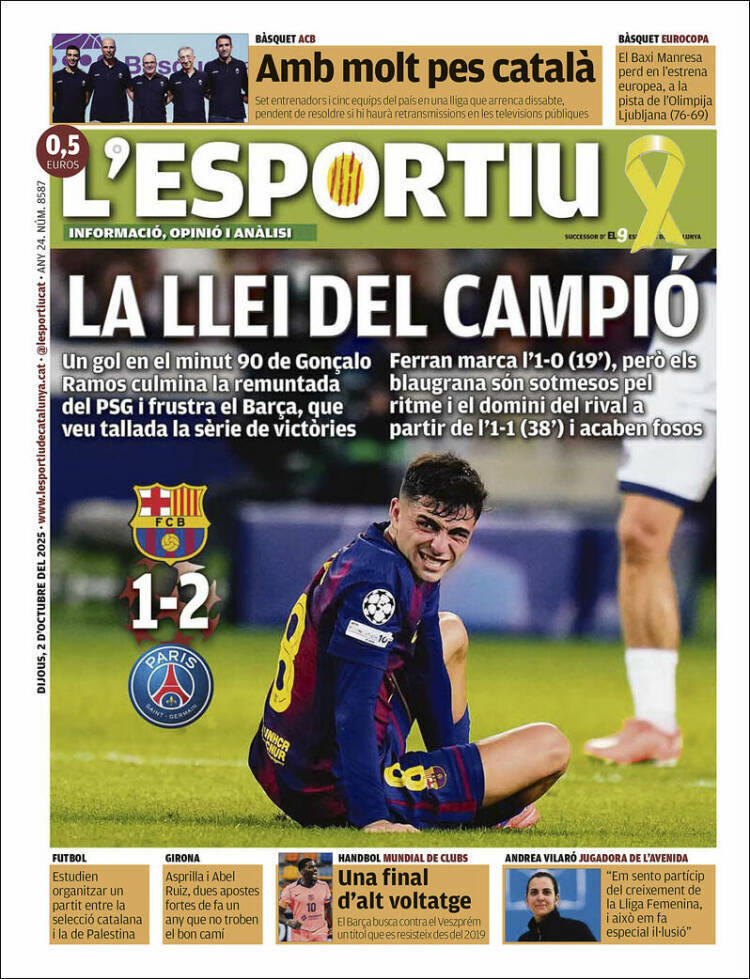 BÀSQUET ACB
Amb molt pes català
Set entrenadors i cinc equips del país en una lliga que arrenca dissabte,
pendent de resoldre si hi haurà retransmissions en les televisions públiques
BÀSQUET EUROCOPA
El Baxi Manresa
perd en l'estrena
europea, a la
pista de l'Olimpija
Ljubljana (76-69)
0,5
EUROS
L'ESPORTIU
INFORMACIÓ, OPINIÓ I ANÀLISI
SUCCESSOR D' EL 9
DIJOUS, 2 D'OCTUBRE DEL 2025 · www.lesportiudecatalunya.cat · @lesportiucat · ANY 24. NÚM. 8587
LA LLEI DEL CAMPIÓ
Un gol en el minut 90 de Gonçalo
Ramos culmina la remuntada
del PSG i frustra el Barça, que
veu tallada la sèrie de victòries
Ferran marca l'1-0 (19'), però els
blaugrana són sotmesos pel
ritme i el domini del rival a
partir de l'1-1 (38') i acaben fosos
FCB
1-2
PARIS
SAINT-GERMAIN
8
UNHCR
ACNUR
8
FUTBOL
Estudien
organitzar un
partit entre la
selecció catalana
i la de Palestina
GIRONA
Asprilla i Abel
Ruiz, dues apostes
fortes de fa un
any que no troben
el bon camí
HANDBOL MUNDIAL DE CLUBS
Una final
d'alt voltatge
El Barça busca contra el Veszprém
un títol que es resisteix des del 2019
10
ANDREA VILARÓ JUGADORA DE L'AVENIDA
"Em sento partícip
del creixement de
la Lliga Femenina,
i això em fa
especial il·lusió"